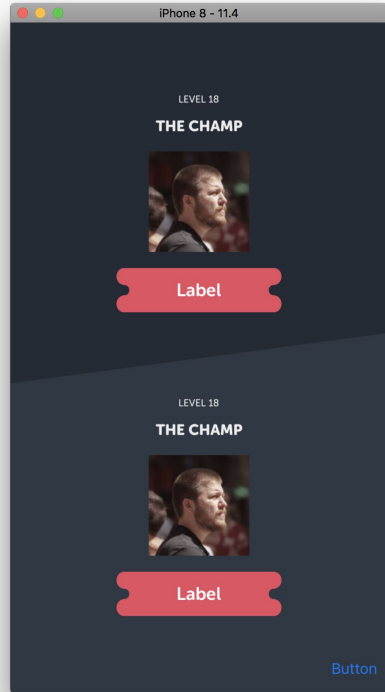 iPhone 8 - 11.4
LEVEL 18
THE CHAMP
Label
LEVEL 18
THE CHAMP
Label
Button